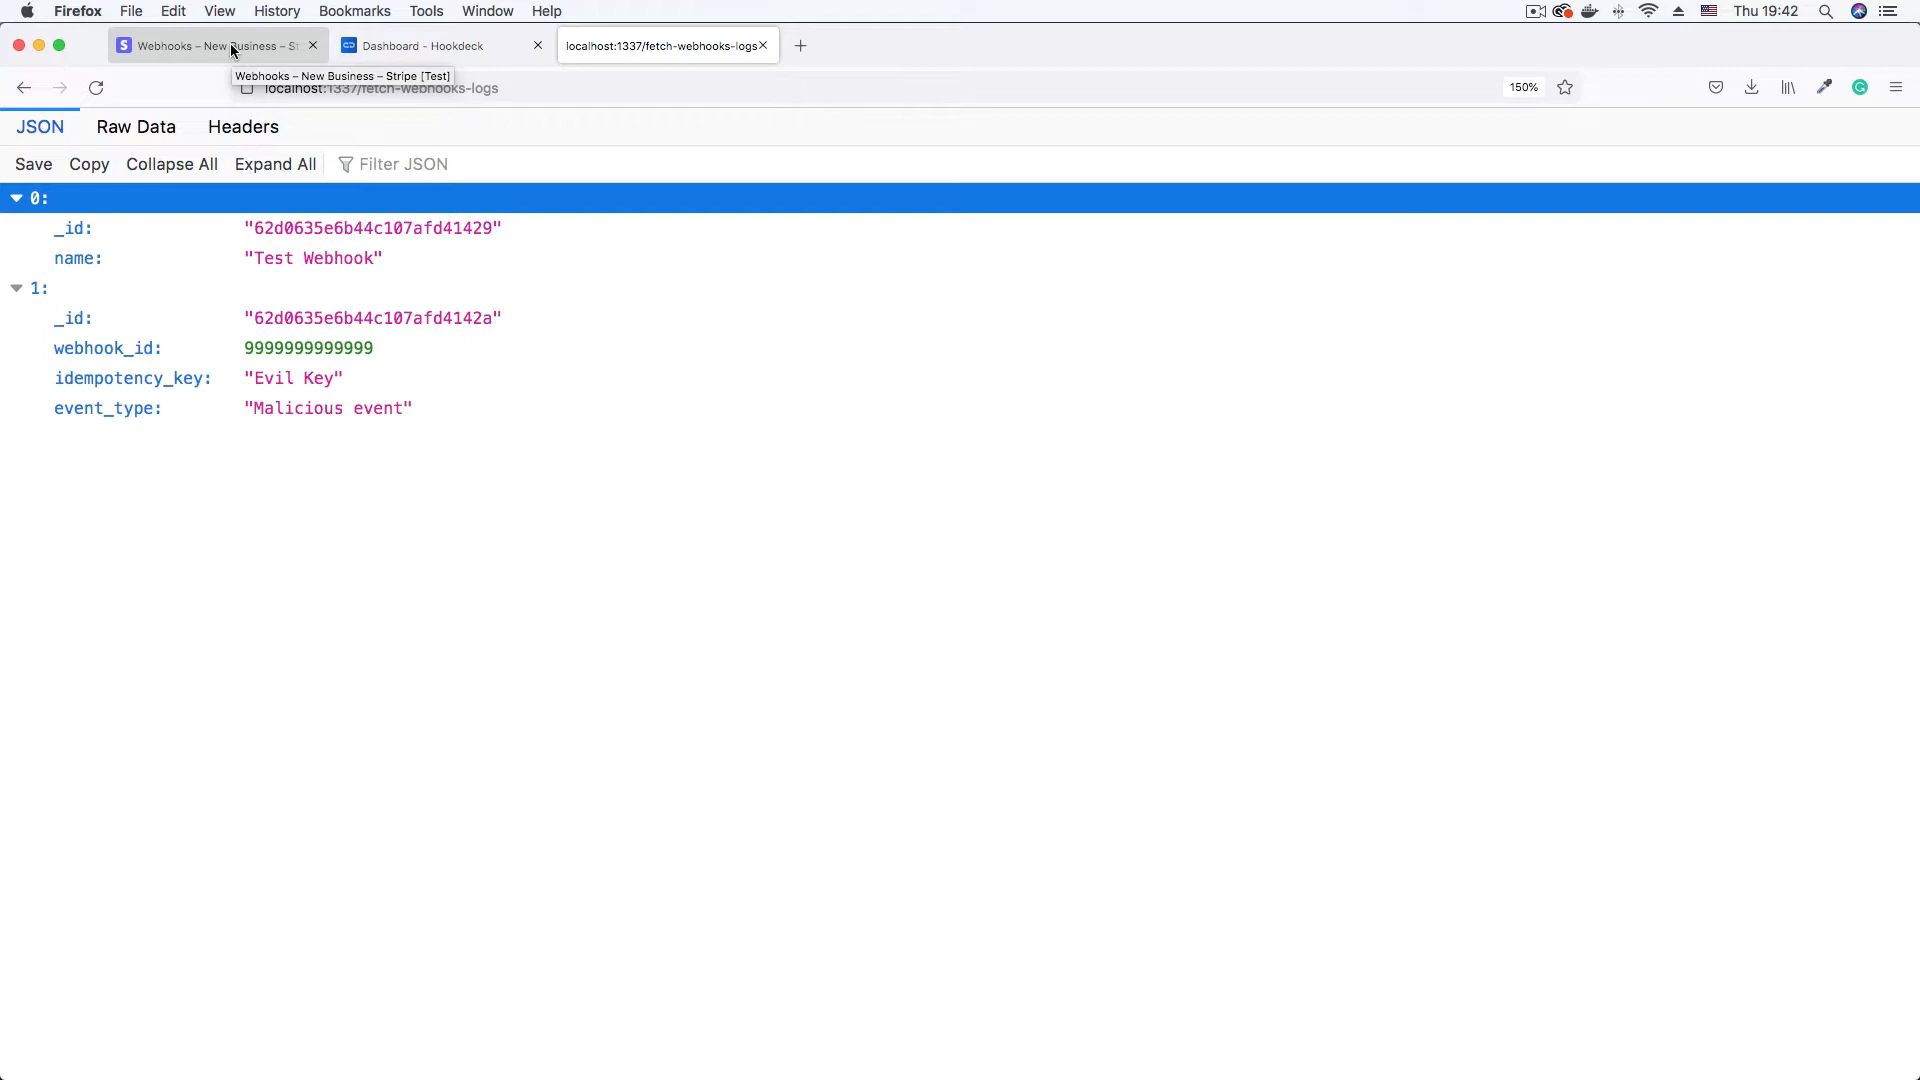 Firefox File Edit View History Bookmarks Tools Window Help Thu 19:42
S Webhooks – New Business – St Dashboard - Hookdeck localhost:1337/fetch-webhooks-logs
Webhooks – New Business – Stripe [Test]
localhost:1337/fetch-webhooks-logs 150%
JSON Raw Data Headers
Save Copy Collapse All Expand All Filter JSON
0:
_id: "62d0635e6b44c107afd41429"
name: "Test Webhook"
1:
_id: "62d0635e6b44c107afd4142a"
webhook_id: 9999999999999
idempotency_key: "Evil Key"
event_type: "Malicious event"